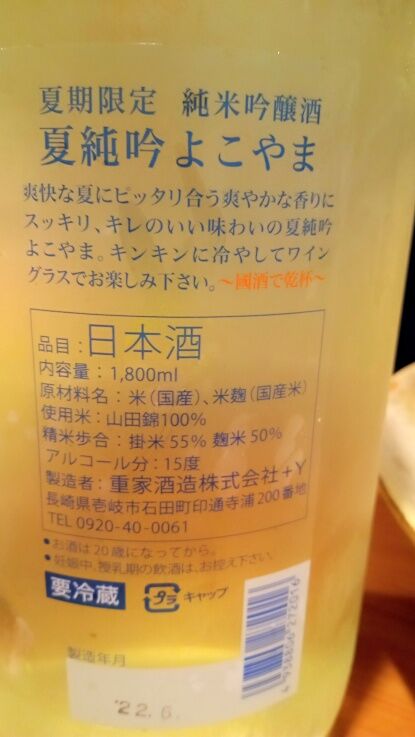 夏期限定 純米吟醸酒
夏純吟よこやま
爽快な夏にピッタリ合う爽やかな香りに
スッキリ、キレのいい味わいの夏純吟
よこやま。キンキンに冷やしてワイン
グラスでお楽しみ下さい。～國酒で乾杯～
品目：日本酒
内容量：1,800ml
原材料名：米(国産)、米麹(国産米)
使用米：山田錦100%
精米歩合：掛米55% 麹米50%
アルコール分：15度
製造者：重家酒造株式会社+Y
長崎県壱岐市石田町印通寺浦200番地
TEL 0920-40-0061
●お酒は20歳になってから。
●妊娠中、授乳期の飲酒は、お控え下さい。
要冷蔵 プラ キャップ
製造年月
'22.6.